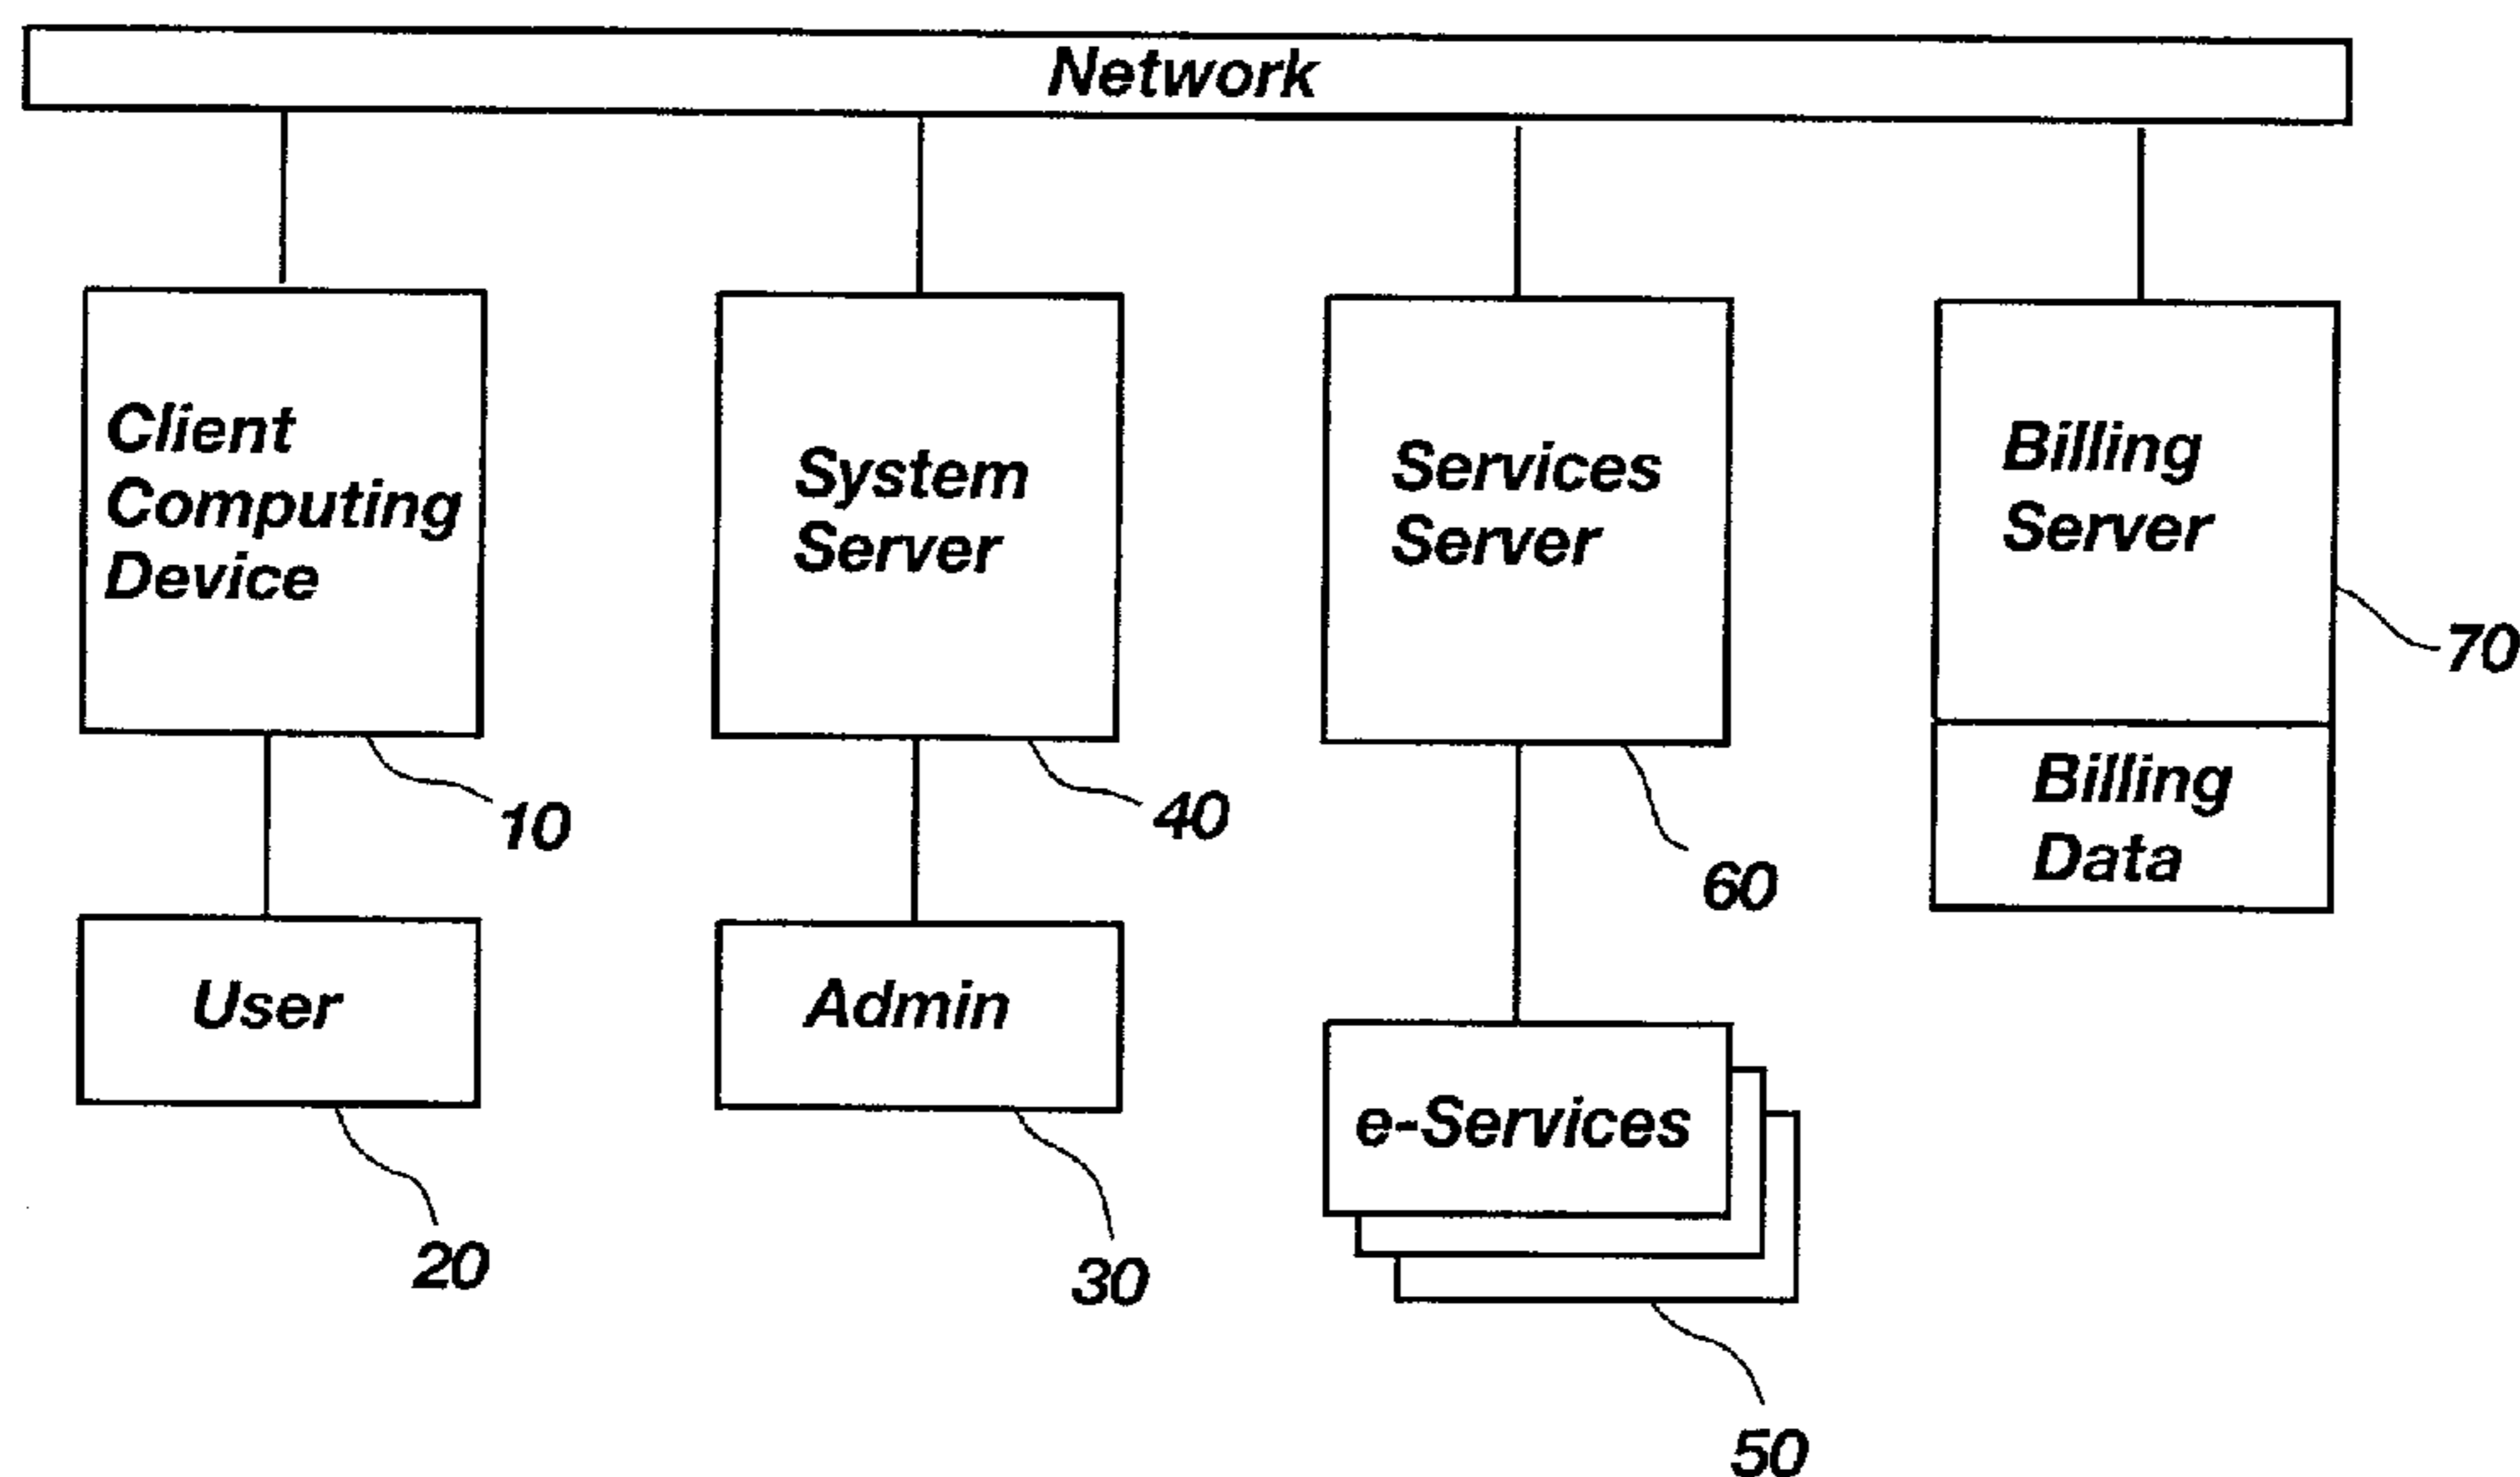 Network
Client
Computing
Device
10
User
20
System
Server
40
Admin
30
Services
Server
60
e-Services
50
Billing
Server
70
Billing
Data